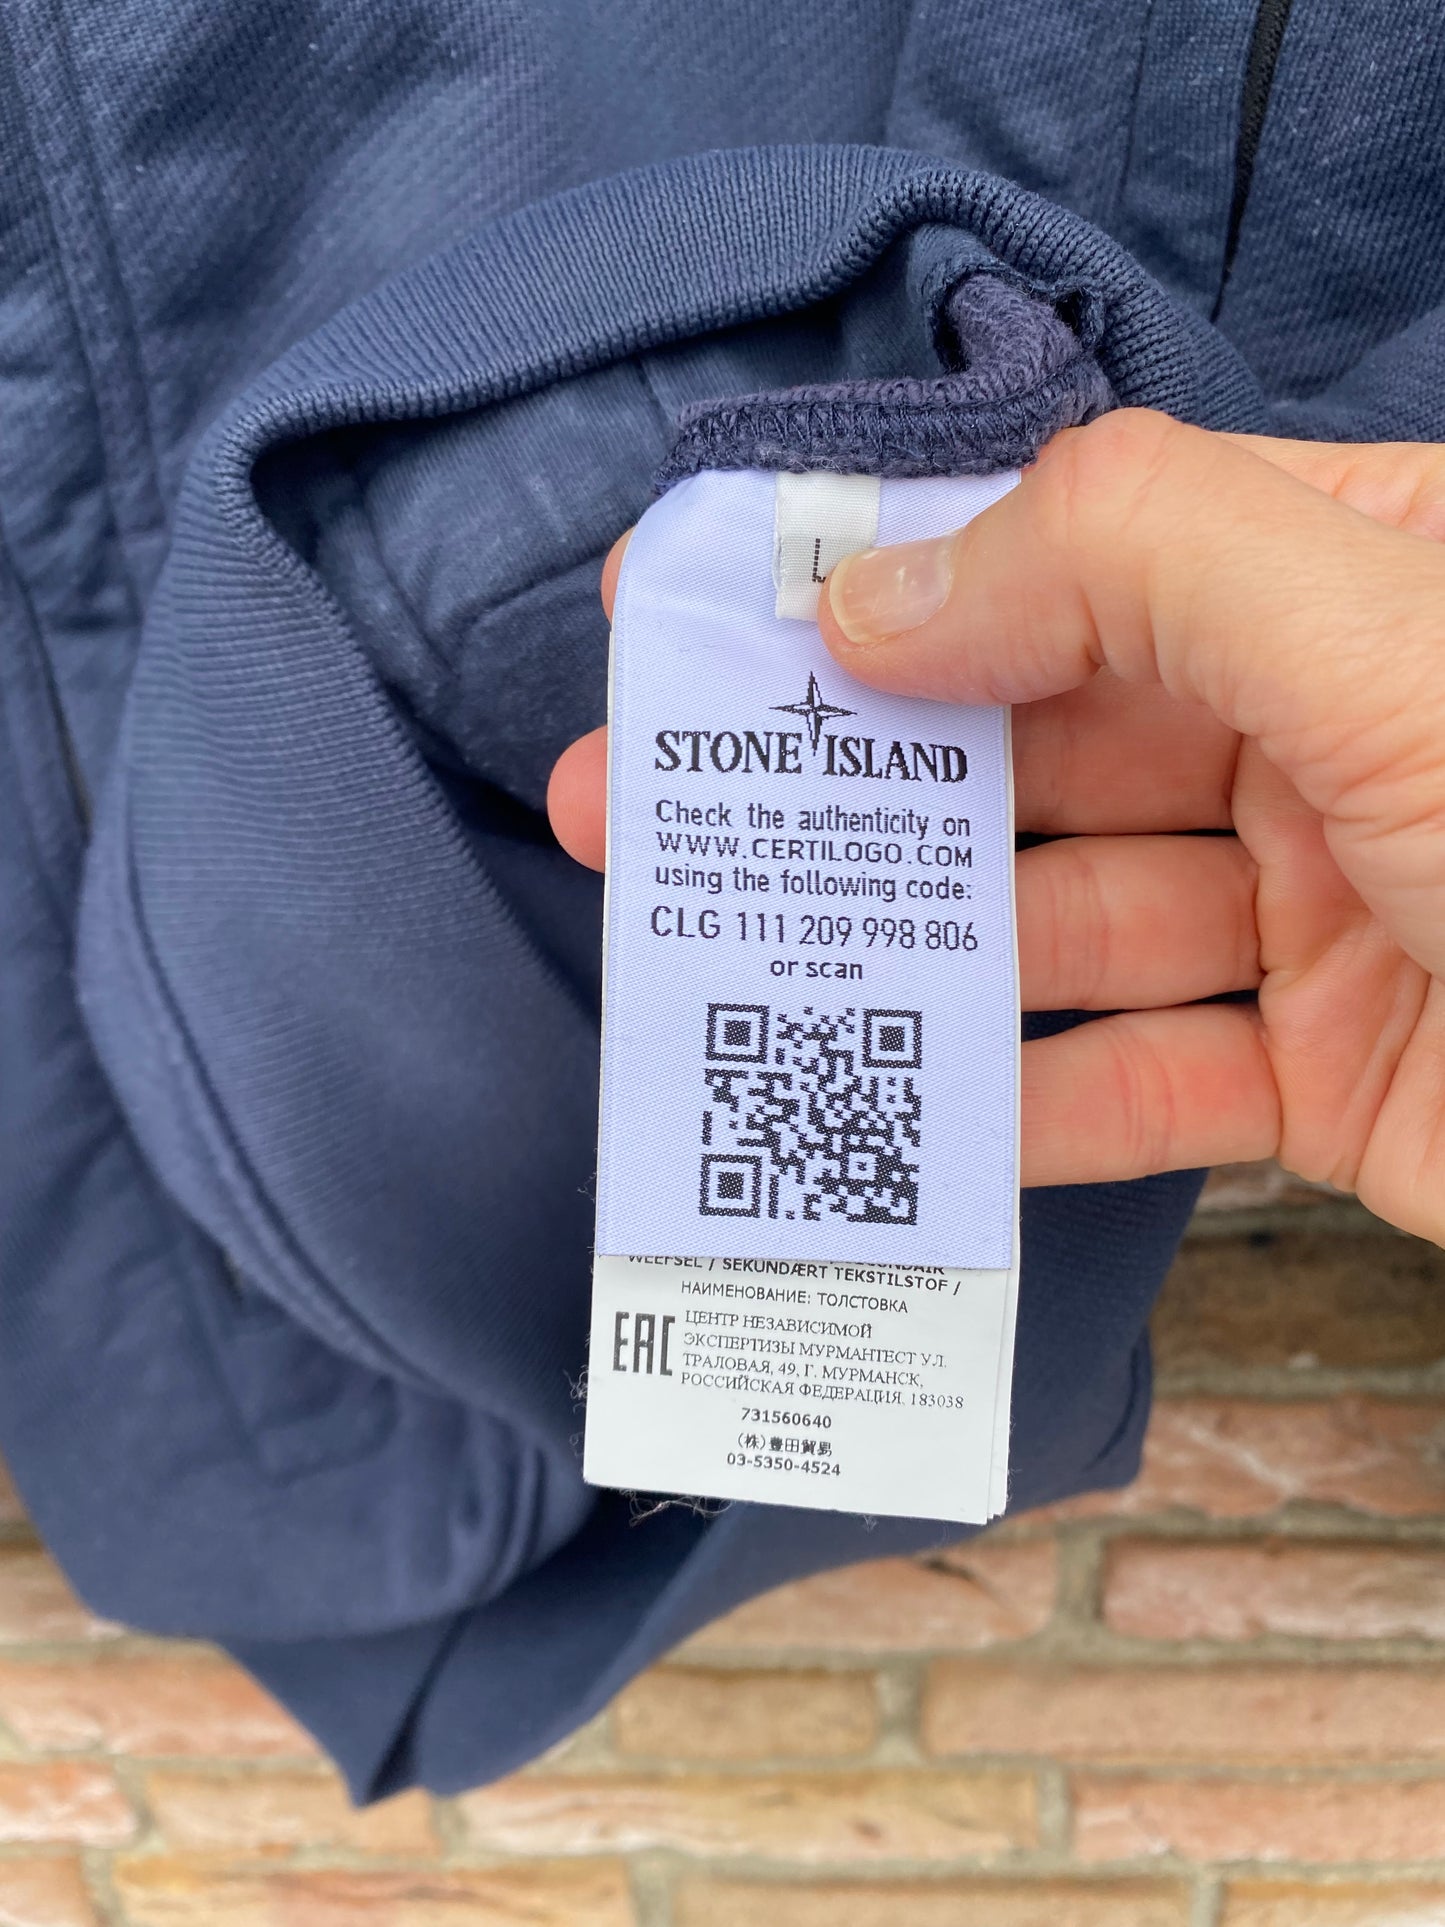 L
STONE ISLAND
Check the authenticity on
WWW.CERTILOGO.COM
using the following code:
CLG 111 209 998 806
or scan
WEEFSEL / SEKUNDÆRT TEKSTILSTOF /
НАИМЕНОВАНИЕ: ТОЛСТОВКА
EAC
ЦЕНТР НЕЗАВИСИМОЙ
ЭКСПЕРТИЗЫ МУРМАНТЕСТ УЛ.
ТРАЛОВАЯ, 49, Г. МУРМАНСК,
РОССИЙСКАЯ ФЕДЕРАЦИЯ. 183038
731560640
(株)豊田貿易
03-5350-4524